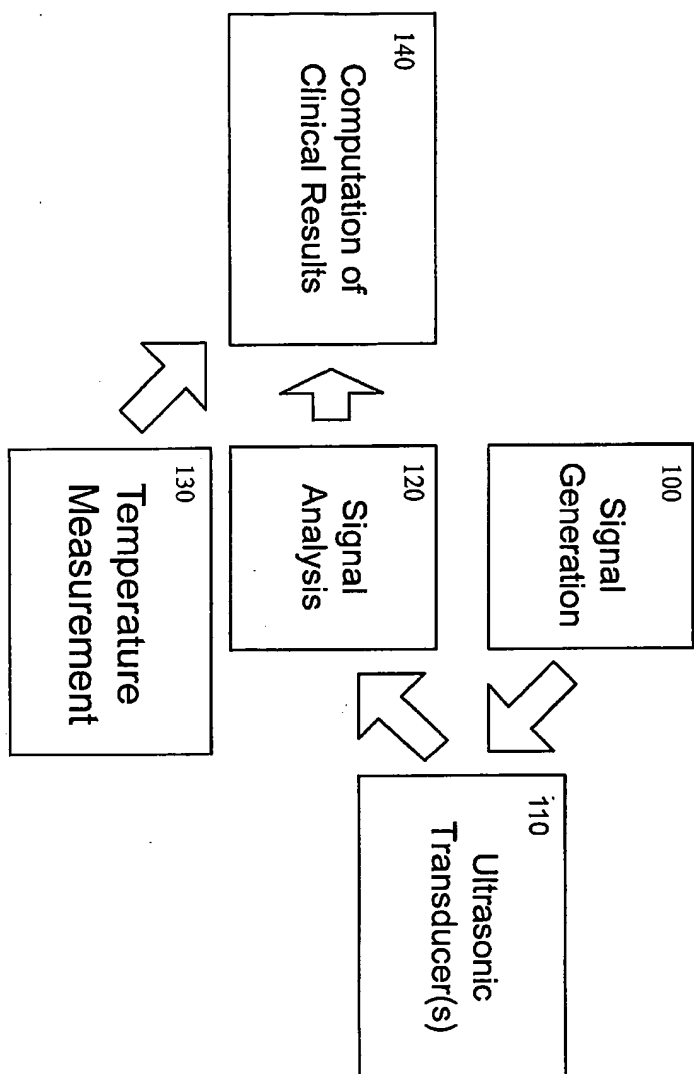 100
Signal
Generation
110
Ultrasonic
Transducer(s)
120
Signal
Analysis
130
Temperature
Measurement
140
Computation of
Clinical Results